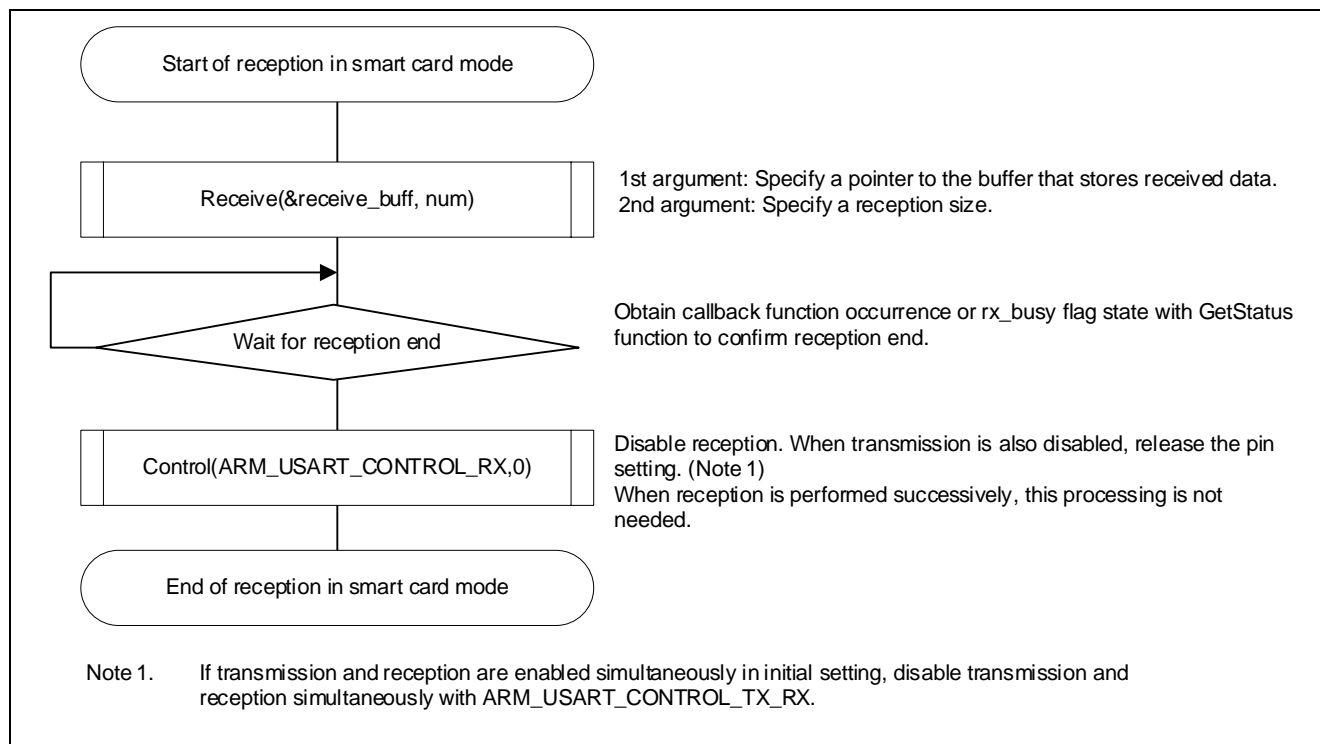 Start of reception in smart card mode
Receive(&receive_buff, num)
1st argument: Specify a pointer to the buffer that stores received data.
2nd argument: Specify a reception size.
Wait for reception end
Obtain callback function occurrence or rx_busy flag state with GetStatus
function to confirm reception end.
Control(ARM_USART_CONTROL_RX,0)
Disable reception. When transmission is also disabled, release the pin
setting. (Note 1)
When reception is performed successively, this processing is not
needed.
End of reception in smart card mode
Note 1. If transmission and reception are enabled simultaneously in initial setting, disable transmission and
reception simultaneously with ARM_USART_CONTROL_TX_RX.